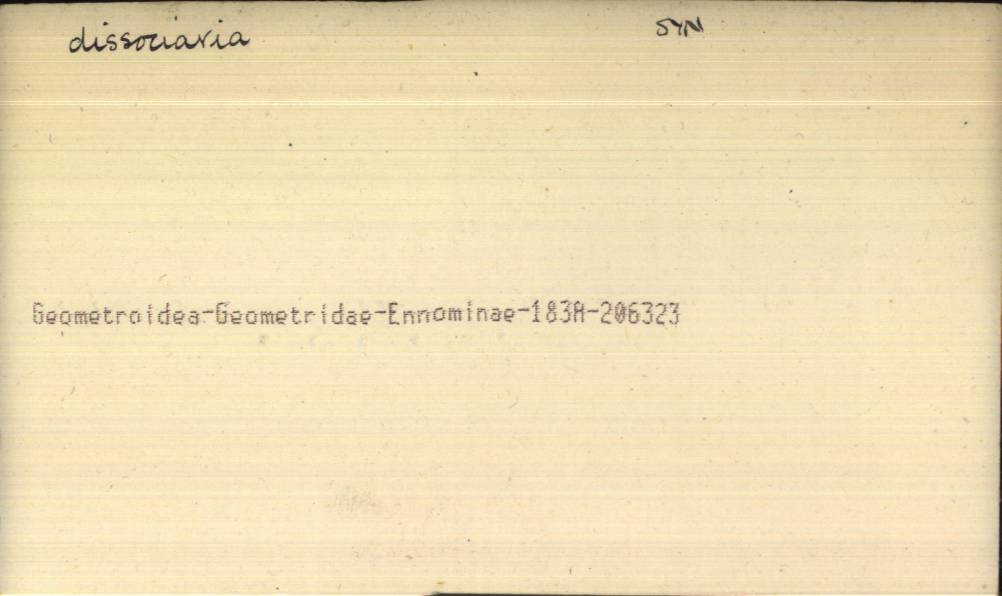 dissociaria SYN
Geometroidea-Geometridae-Ennominae-183A-206323